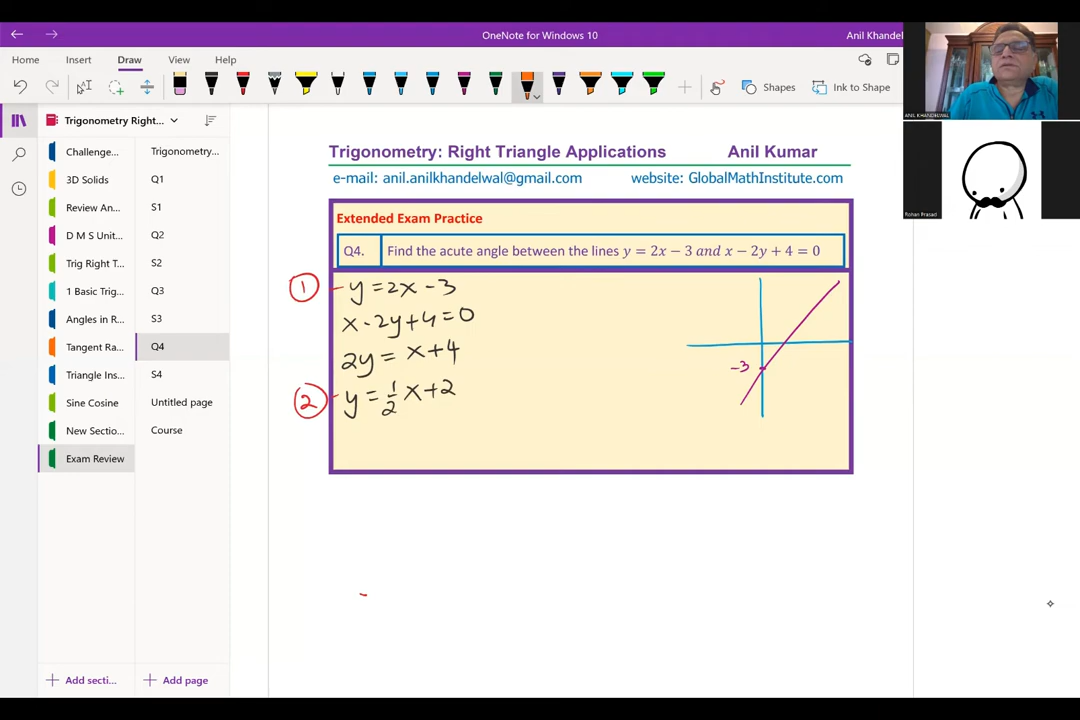 OneNote for Windows 10
Anil Khandel
Home Insert Draw View Help
Shapes Ink to Shape
Trigonometry Right...
Challenge...
3D Solids
Review An...
D M S Unit...
Trig Right T...
1 Basic Trig...
Angles in R...
Tangent Ra...
Triangle Ins...
Sine Cosine
New Sectio...
Exam Review
Add secti...
Trigonometry...
Q1
S1
Q2
S2
Q3
S3
Q4
S4
Untitled page
Course
Add page
Trigonometry: Right Triangle Applications Anil Kumar
e-mail: anil.anilkhandelwal@gmail.com website: GlobalMathInstitute.com
Extended Exam Practice
Q4. Find the acute angle between the lines y = 2x − 3 and x − 2y + 4 = 0
① y = 2x - 3
x - 2y + 4 = 0
2y = x + 4
② y = 1/2 x + 2
-3
ANIL KHANDELWAL
Rohan Prasad